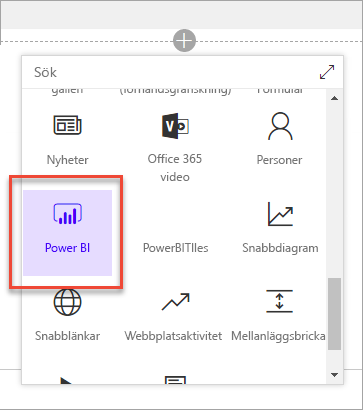 Sök
galleri (förhandsgranskning) Formulär
Nyheter Office 365 video Personer
Power BI PowerBITIles Snabbdiagram
Snabblänkar Webbplatsaktivitet Mellanläggsbricka